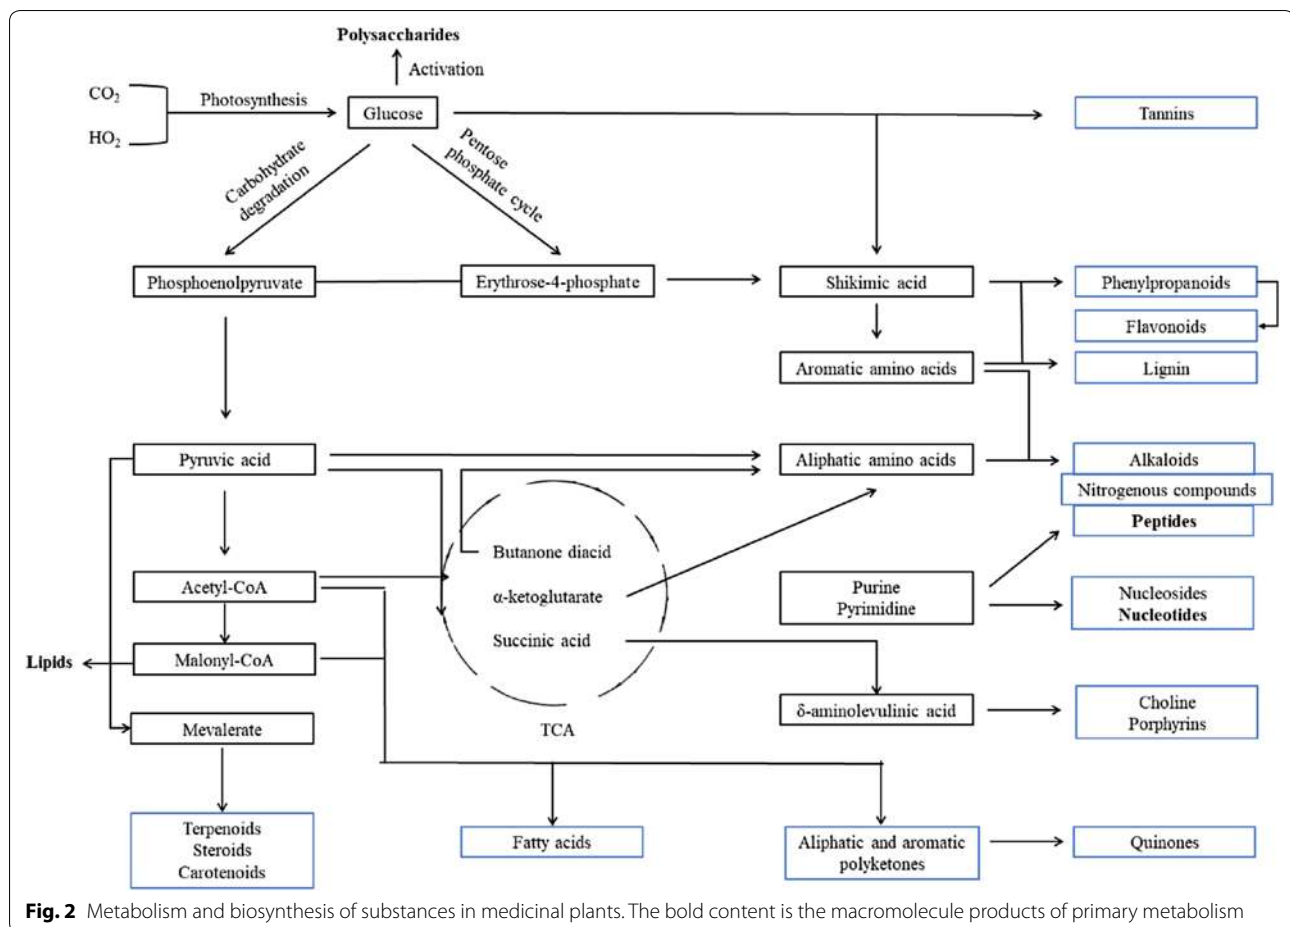 Polysaccharides
Activation
CO₂
Photosynthesis
Glucose
Tannins
HO₂
Carbohydrate
degradation
Pentose
phosphate cycle
Phosphoenolpyruvate
Erythrose-4-phosphate
Shikimic acid
Phenylpropanoids
Flavonoids
Aromatic amino acids
Lignin
Pyruvic acid
Aliphatic amino acids
Alkaloids
Nitrogenous compounds
Peptides
Butanone diacid
α-ketoglutarate
Succinic acid
TCA
Acetyl-CoA
Purine
Pyrimidine
Nucleosides
Nucleotides
Lipids
Malonyl-CoA
δ-aminolevulinic acid
Choline
Porphyrins
Mevalerate
Terpenoids
Steroids
Carotenoids
Fatty acids
Aliphatic and aromatic
polyketones
Quinones
Fig. 2 Metabolism and biosynthesis of substances in medicinal plants. The bold content is the macromolecule products of primary metabolism